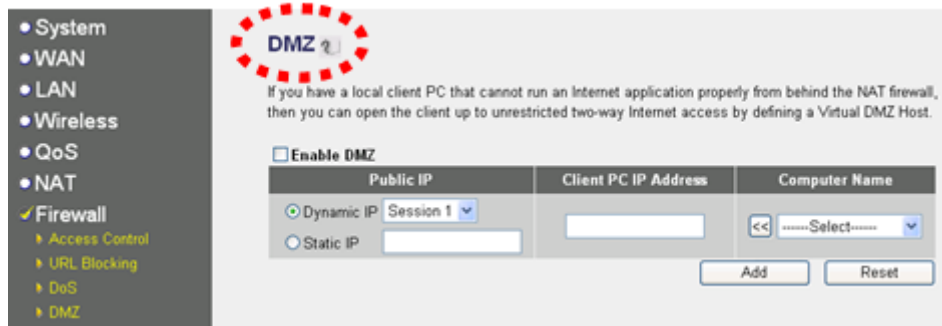 System
WAN
LAN
Wireless
QoS
NAT
Firewall
Access Control
URL Blocking
DoS
DMZ
DMZ
If you have a local client PC that cannot run an Internet application properly from behind the NAT firewall,
then you can open the client up to unrestricted two-way Internet access by defining a Virtual DMZ Host.
Enable DMZ
Public IP Client PC IP Address Computer Name
Dynamic IP Session 1
Static IP
<< ------Select------
Add Reset